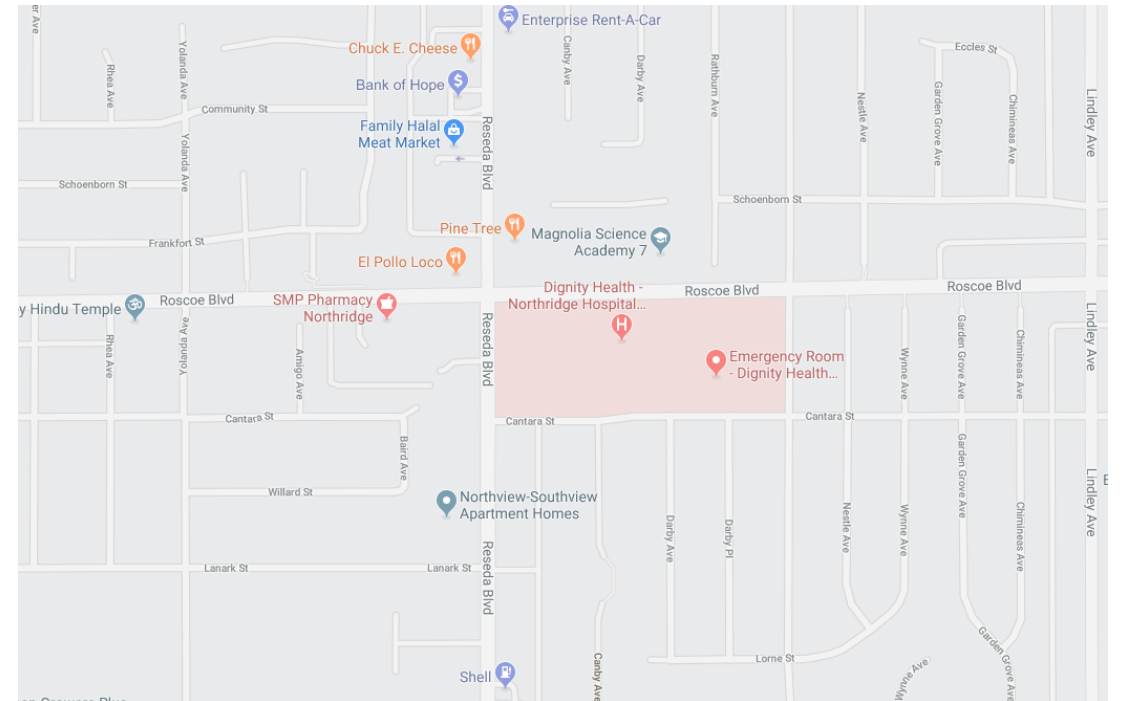 er Ave
Enterprise Rent-A-Car
Chuck E. Cheese
Canby Ave
Eccles St
Yolanda Ave
Rhea Ave
Darby Ave
Rathburn Ave
Bank of Hope
Nestle Ave
Garden Grove Ave
Chimineas Ave
Lindley Ave
Community St
Family Halal
Meat Market
Reseda Blvd
Yolanda Ave
Schoenborn St
Schoenborn St
Pine Tree
Magnolia Science
Academy 7
Frankfort St
El Pollo Loco
Dignity Health -
Northridge Hospital...
Roscoe Blvd
Roscoe Blvd
Roscoe Blvd
SMP Pharmacy
Northridge
y Hindu Temple
Rhea Ave
Yolanda Ave
Amigo Ave
Reseda Blvd
Emergency Room
- Dignity Health...
Wynne Ave
Garden Grove Ave
Chimineas Ave
Lindley Ave
Cantara St
Cantara St
Cantara St
Baird Ave
Willard St
Northview-Southview
Apartment Homes
Garden Grove Ave
Lindley Ave
E
Darby Ave
Darby Pl
Nestle Ave
Wynne Ave
Chimineas Ave
Lanark St
Lanark St
Reseda Blvd
Shell
Canby Ave
Lorne St
Wynne Ave
Garden Grove Ave